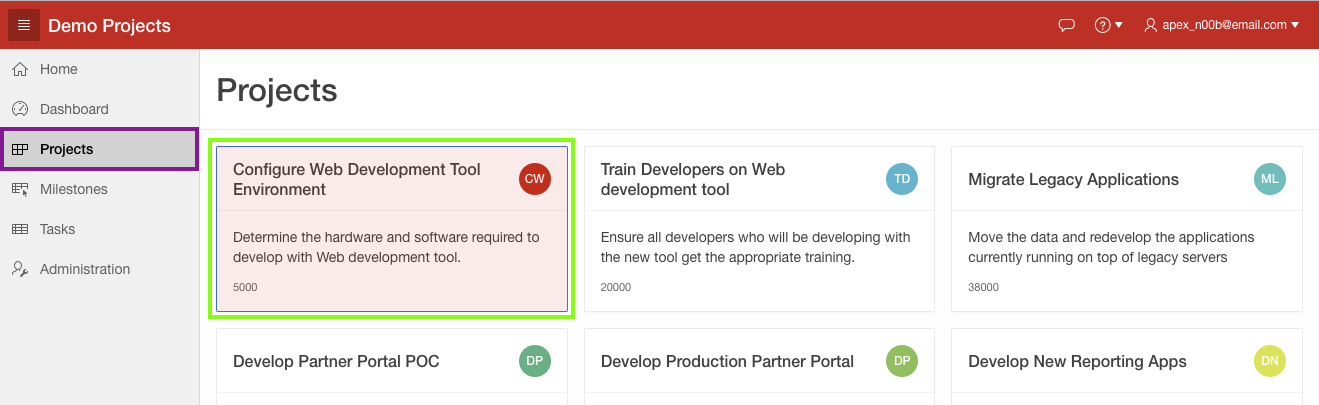 Demo Projects
apex_n00b@email.com
Home
Dashboard
Projects
Milestones
Tasks
Administration
Projects
Configure Web Development Tool
Environment
CW
Determine the hardware and software required to
develop with Web development tool.
5000
Train Developers on Web
development tool
TD
Ensure all developers who will be developing with
the new tool get the appropriate training.
20000
Migrate Legacy Applications
ML
Move the data and redevelop the applications
currently running on top of legacy servers
38000
Develop Partner Portal POC
DP
Develop Production Partner Portal
DP
Develop New Reporting Apps
DN